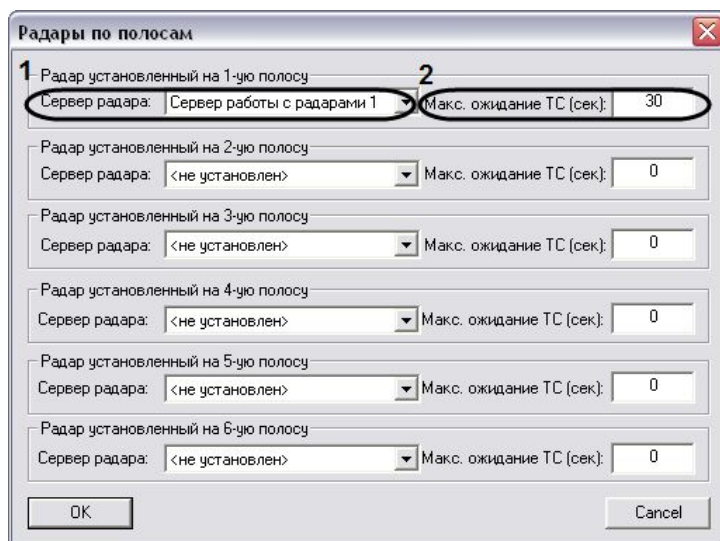 Радары по полосам
1 Радар установленный на 1-ую полосу 2
Сервер радара: Сервер работы с радарами 1 Макс. ожидание ТС (сек): 30
Радар установленный на 2-ую полосу
Сервер радара: <не установлен> Макс. ожидание ТС (сек): 0
Радар установленный на 3-ую полосу
Сервер радара: <не установлен> Макс. ожидание ТС (сек): 0
Радар установленный на 4-ую полосу
Сервер радара: <не установлен> Макс. ожидание ТС (сек): 0
Радар установленный на 5-ую полосу
Сервер радара: <не установлен> Макс. ожидание ТС (сек): 0
Радар установленный на 6-ую полосу
Сервер радара: <не установлен> Макс. ожидание ТС (сек): 0
OK Cancel